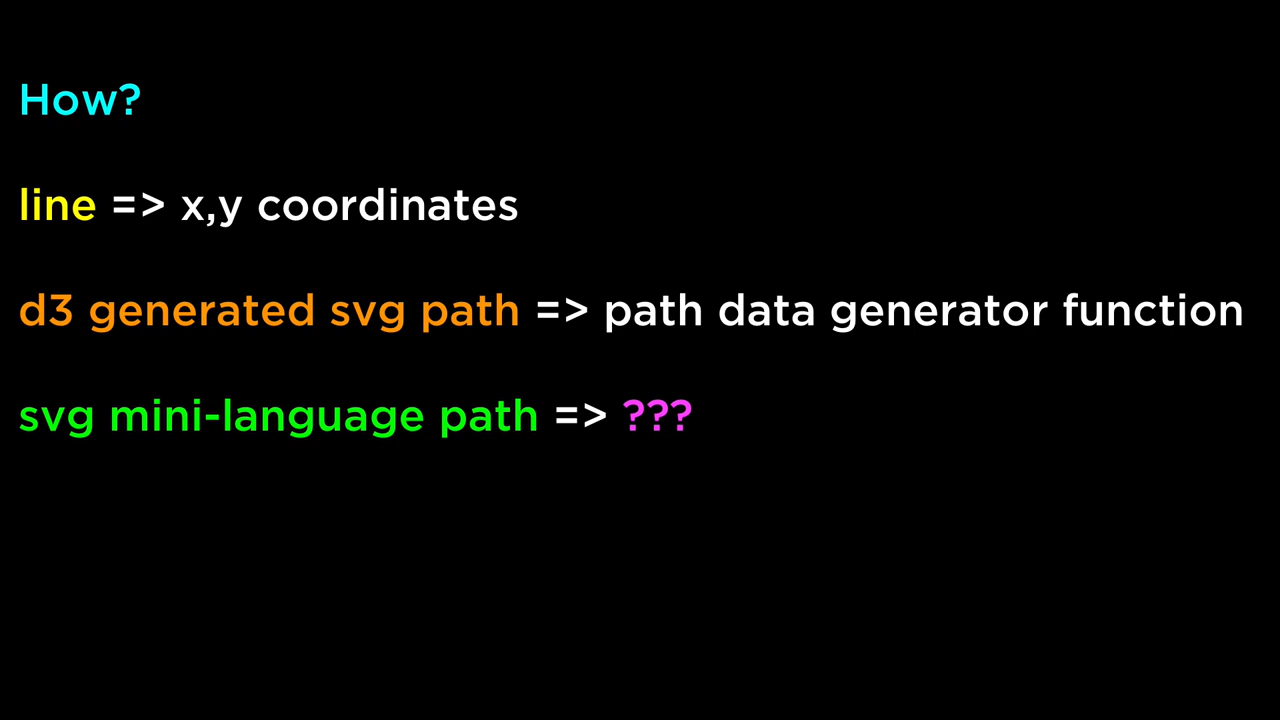 How?
line => x,y coordinates
d3 generated svg path => path data generator function
svg mini-language path => ???